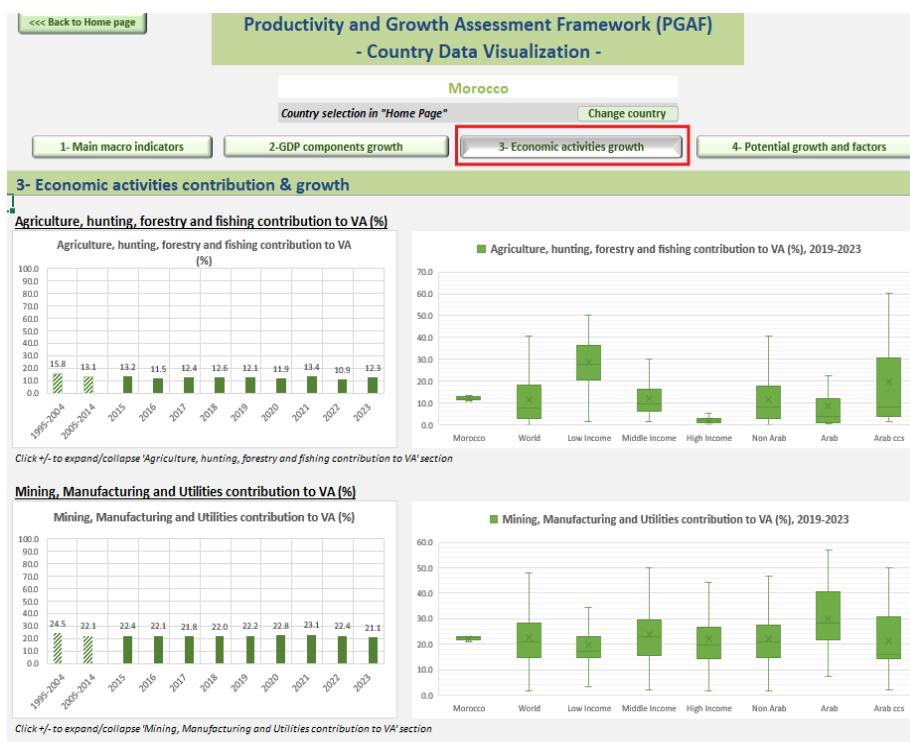 <<< Back to Home page
Productivity and Growth Assessment Framework (PGAF)
- Country Data Visualization -
Morocco
Country selection in "Home Page"
Change country
1- Main macro indicators
2-GDP components growth
3- Economic activities growth
4- Potential growth and factors
3- Economic activities contribution & growth
Agriculture, hunting, forestry and fishing contribution to VA (%)
Agriculture, hunting, forestry and fishing contribution to VA
(%)
100.0
90.0
80.0
70.0
60.0
50.0
40.0
30.0
20.0
10.0
0.0
15.8 13.1 13.2 11.5 12.4 12.6 12.1 11.9 13.4 10.9 12.3
1995-2004 2005-2014 2015 2016 2017 2018 2019 2020 2021 2022 2023
Agriculture, hunting, forestry and fishing contribution to VA (%), 2019-2023
70.0
60.0
50.0
40.0
30.0
20.0
10.0
0.0
Morocco World Low Income Middle Income High Income Non Arab Arab Arab ccs
Click +/- to expand/collapse 'Agriculture, hunting, forestry and fishing contribution to VA' section
Mining, Manufacturing and Utilities contribution to VA (%)
Mining, Manufacturing and Utilities contribution to VA (%)
100.0
90.0
80.0
70.0
60.0
50.0
40.0
30.0
20.0
10.0
0.0
24.5 22.1 22.4 22.1 21.8 22.0 22.2 22.8 23.1 22.4 21.1
1995-2004 2005-2014 2015 2016 2017 2018 2019 2020 2021 2022 2023
Mining, Manufacturing and Utilities contribution to VA (%), 2019-2023
60.0
50.0
40.0
30.0
20.0
10.0
0.0
Morocco World Low Income Middle Income High Income Non Arab Arab Arab ccs
Click +/- to expand/collapse 'Mining, Manufacturing and Utilities contribution to VA' section